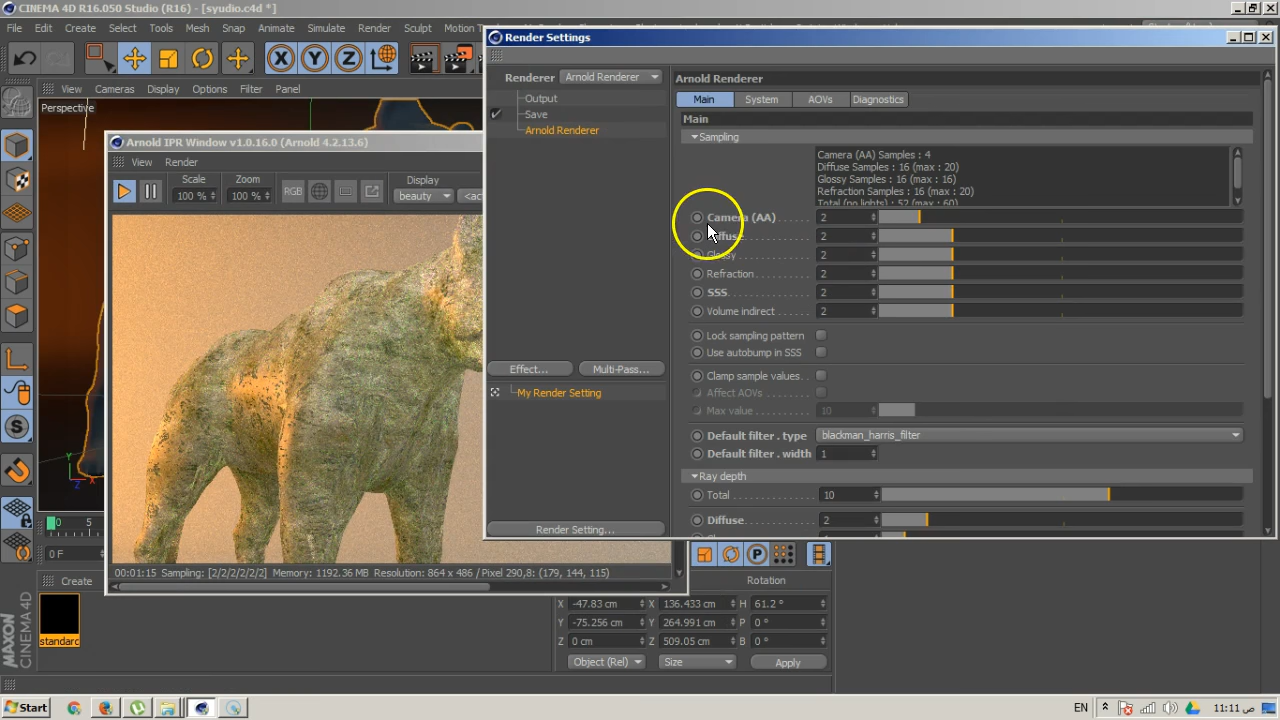 CINEMA 4D R16.050 Studio (R16) - [syudio.c4d *]
File Edit Create Select Tools Mesh Snap Animate Simulate Render Sculpt
X Y Z
View Cameras Display Options Filter Panel
Perspective
Arnold IPR Window v1.0.16.0 (Arnold 4.2.13.6)
View Render
Scale Zoom Display
100 % 100 % RGB beauty
00:01:15 Sampling: [2/2/2/2/2/2] Memory: 1192.36 MB Resolution: 864 x 486 / Pixel 290,8: (179, 144, 115)
Render Settings
Renderer Arnold Renderer
Output
Save
Arnold Renderer
Effect... Multi-Pass...
My Render Setting
Render Setting...
Arnold Renderer
Main System AOVs Diagnostics
Main
Sampling
Camera (AA) Samples : 4
Diffuse Samples : 16 (max : 20)
Glossy Samples : 16 (max : 16)
Refraction Samples : 16 (max : 20)
Total (no lights) : 52 (max : 60)
Camera (AA) 2
Diffuse 2
Glossy 2
Refraction 2
SSS 2
Volume indirect 2
Lock sampling pattern
Use autobump in SSS
Clamp sample values
Affect AOVs
Max value 10
Default filter . type blackman_harris_filter
Default filter . width 1
Ray depth
Total 10
Diffuse 2
0 5
0 F
Create
standard
MAXON
CINEMA 4D
P
Rotation
X -47.83 cm X 136.433 cm H 61.2 °
Y -75.256 cm Y 264.991 cm P 0 °
Z 0 cm Z 509.05 cm B 0 °
Object (Rel) Size Apply
Start EN 11:11 ص